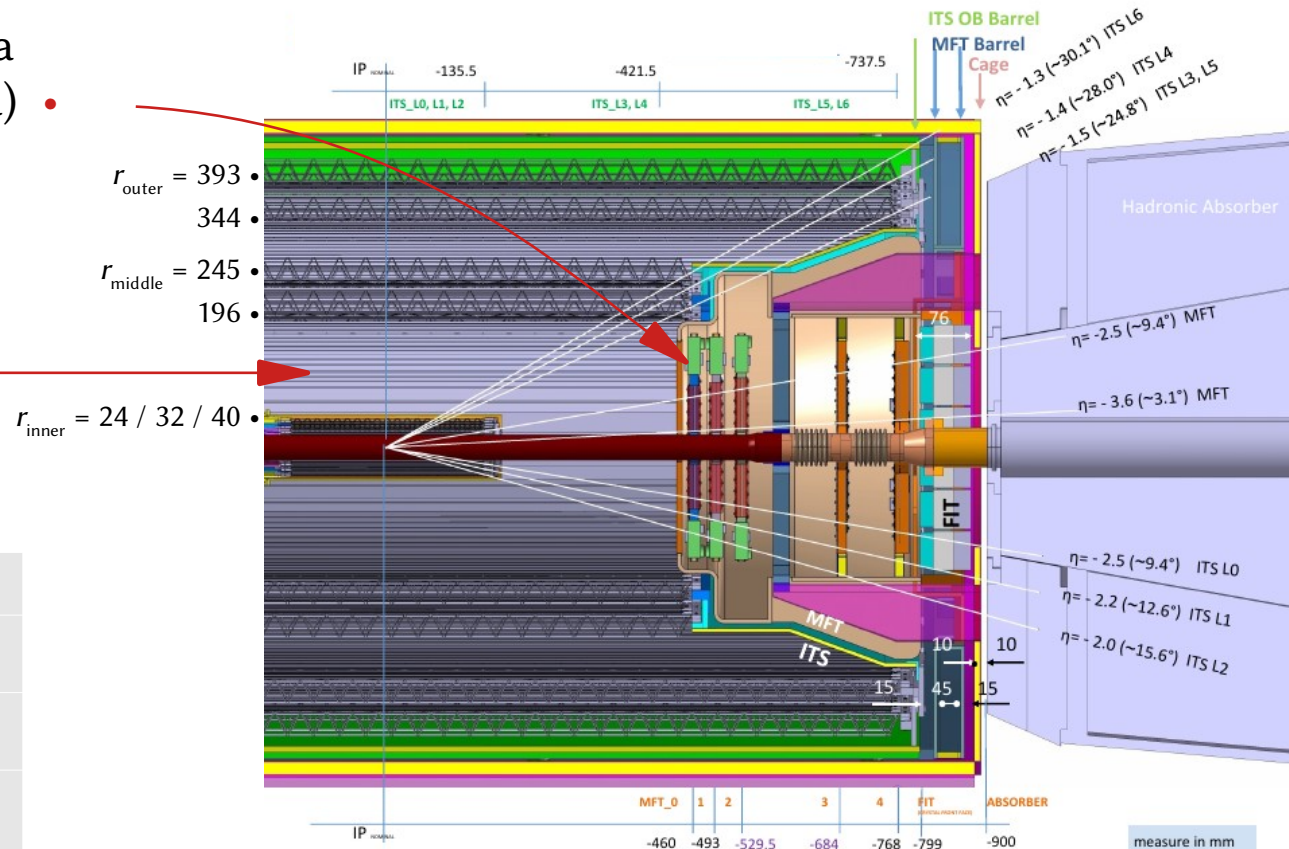 a
)
r outer = 393 •
344 •
r middle = 245 •
196 •
r inner = 24 / 32 / 40 •
ITS OB Barrel
MFT Barrel
Cage
IP -135.5 -421.5 -737.5
ITS_L0, L1, L2 ITS_L3, L4 ITS_L5, L6
η= - 1.3 (~30.1°) ITS L6
η= - 1.4 (~28.0°) ITS L4
η= - 1.5 (~24.8°) ITS L3, L5
Hadronic Absorber
76
η= -2.5 (~9.4°) MFT
η= - 3.6 (~3.1°) MFT
FIT
η= - 2.5 (~9.4°) ITS L0
η= - 2.2 (~12.6°) ITS L1
η= - 2.0 (~15.6°) ITS L2
MFT
ITS
10 10
15 45 15
MFT_0 1 2 3 4 FIT ABSORBER
IP -460 -493 -529.5 -684 -768 -799 -900
measure in mm